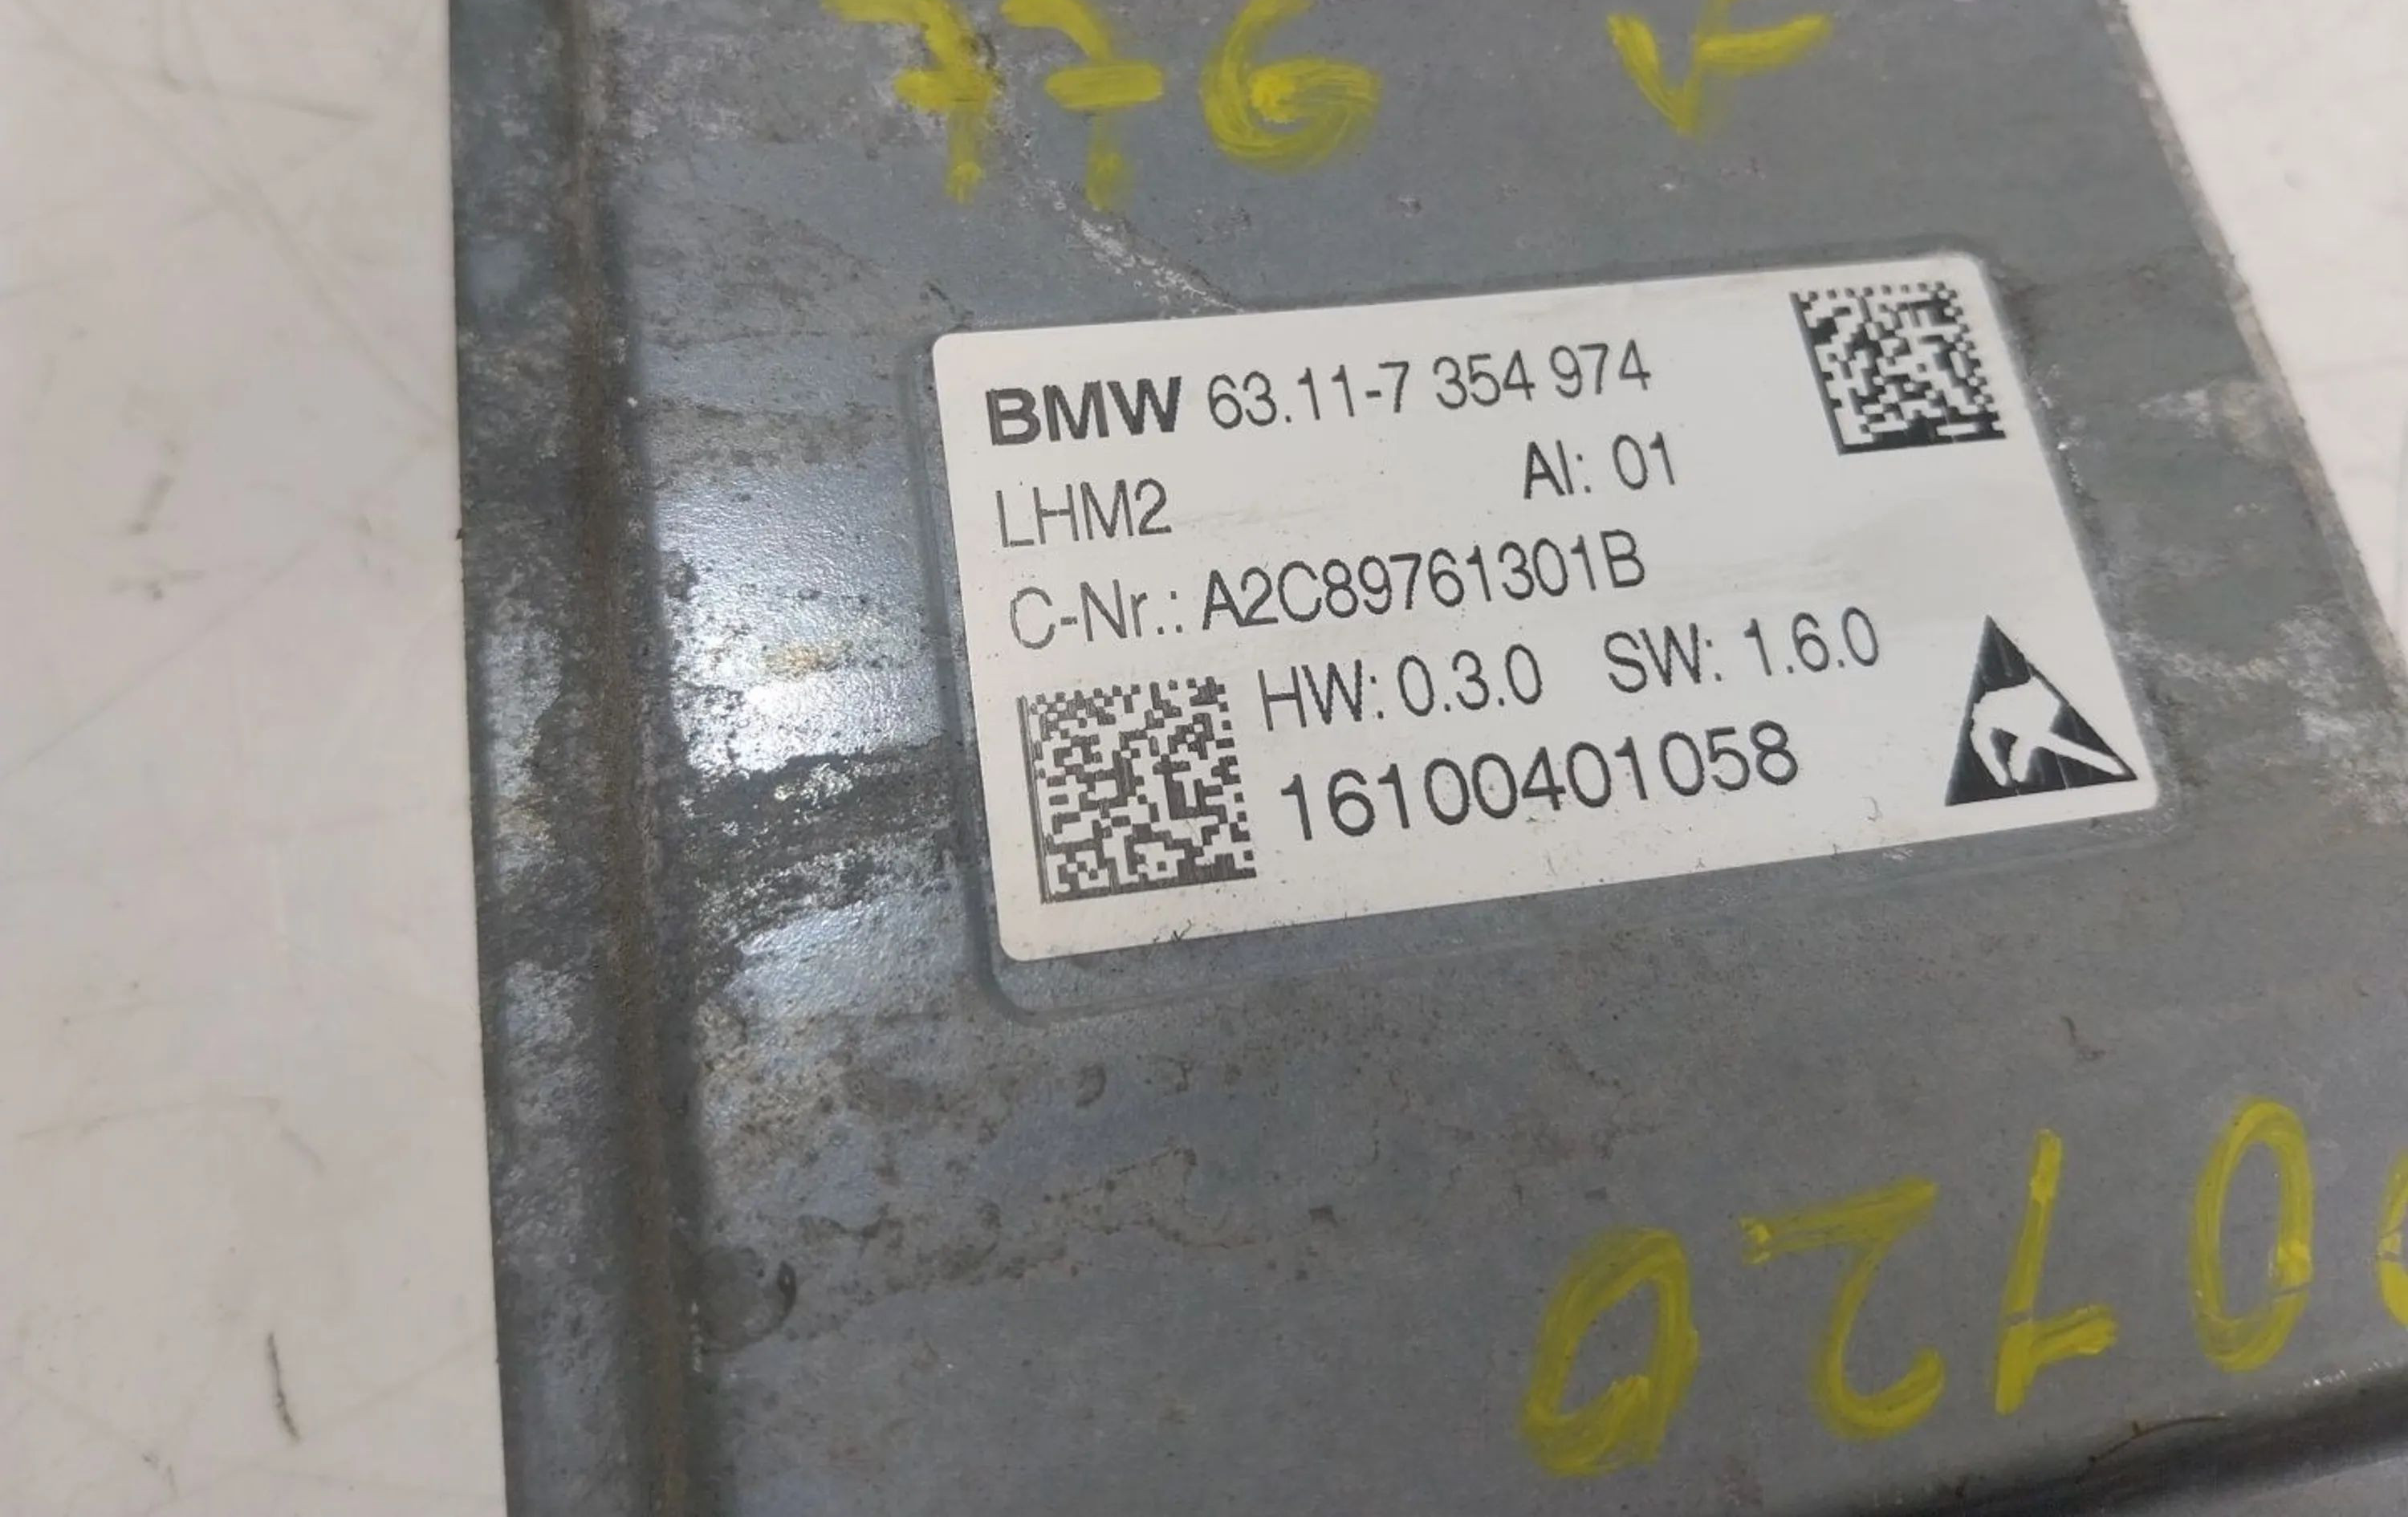 776 V
BMW 63.11-7 354 974
LHM2 AI: 01
C-Nr.: A2C89761301B
HW: 0.3.0 SW: 1.6.0
16100401058